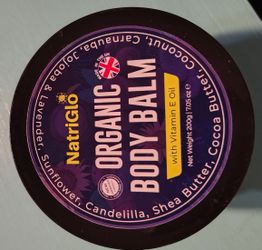 NatriGlo
ORGANIC
BODY BALM
with Vitamin E Oil
Net Weight 200g | 7.05 oz
Sunflower, Candelilla, Shea Butter, Cocoa Butter, Coconut, Carnauba, Jojoba & Lavender.